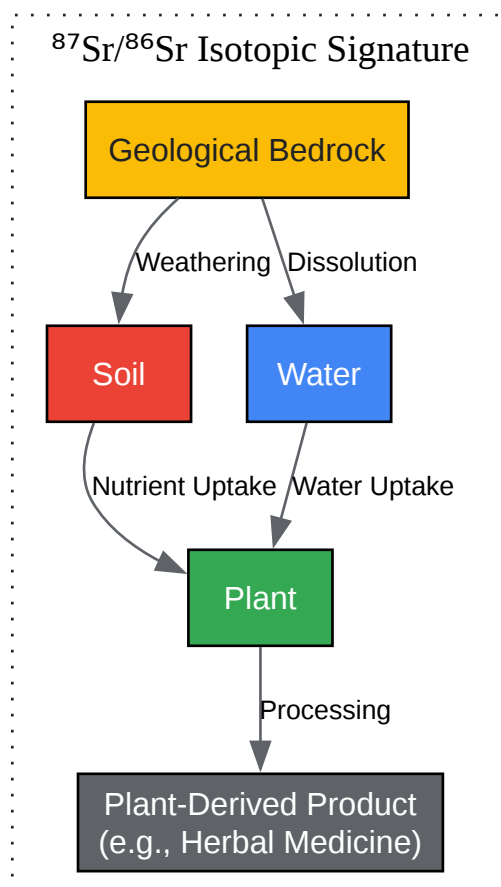 ⁸⁷Sr/⁸⁶Sr Isotopic Signature
Geological Bedrock
Weathering
Dissolution
Soil
Water
Nutrient Uptake
Water Uptake
Plant
Processing
Plant-Derived Product
(e.g., Herbal Medicine)